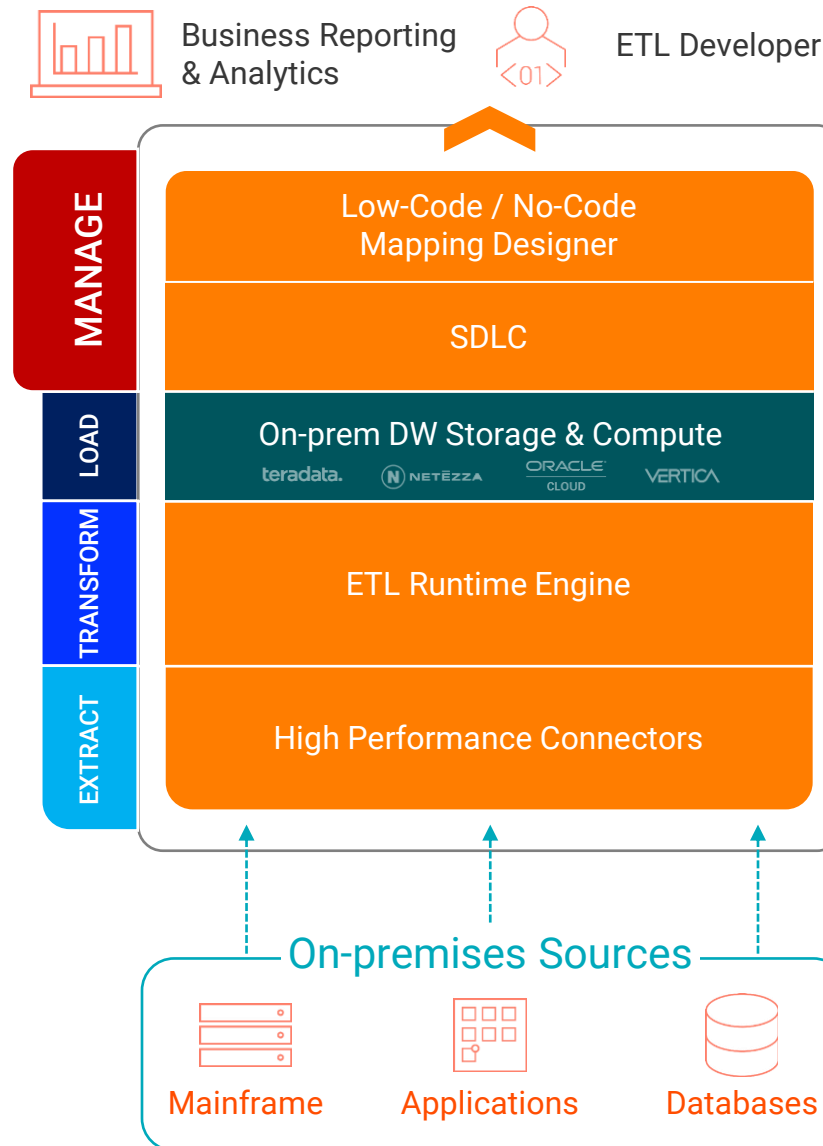 Business Reporting
& Analytics
ETL Developer
<01>
MANAGE
Low-Code / No-Code
Mapping Designer
SDLC
LOAD
On-prem DW Storage & Compute
teradata.
N NETĒZZA
ORACLE
CLOUD
VERTICA
TRANSFORM
ETL Runtime Engine
EXTRACT
High Performance Connectors
On-premises Sources
Mainframe
Applications
Databases